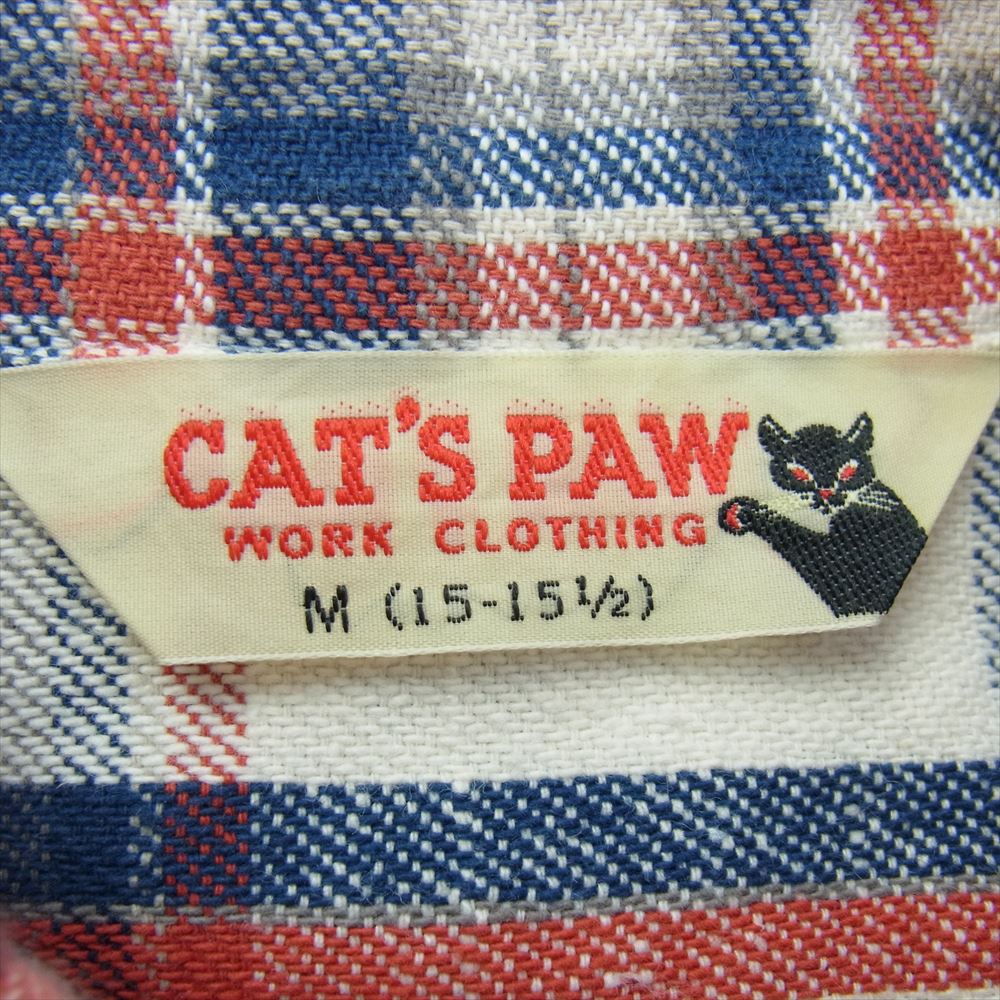 CAT'S PAW
WORK CLOTHING
M (15-15½)